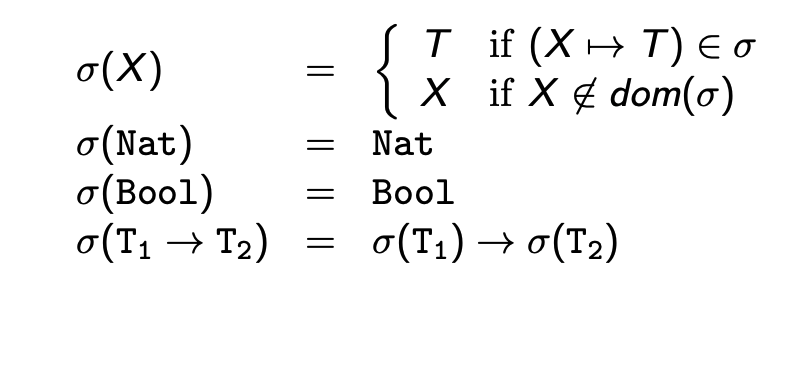 σ(X) = { T if (X ↦ T) ∈ σ
X if X ∉ dom(σ)
σ(Nat) = Nat
σ(Bool) = Bool
σ(T₁ → T₂) = σ(T₁) → σ(T₂)